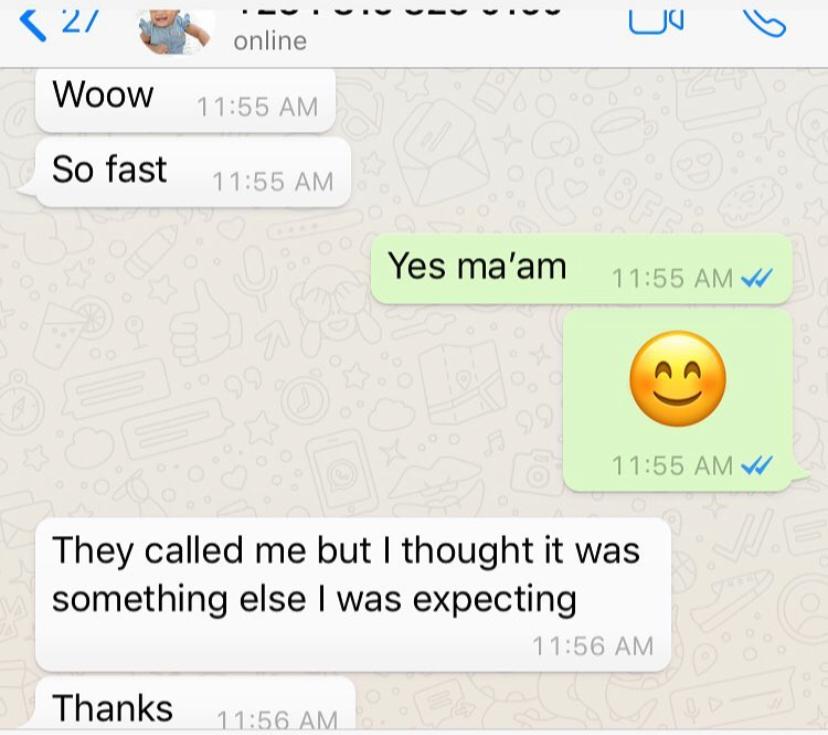 27
online
Woow 11:55 AM
So fast 11:55 AM
Yes ma’am 11:55 AM
11:55 AM
They called me but I thought it was
something else I was expecting
11:56 AM
Thanks 11:56 AM